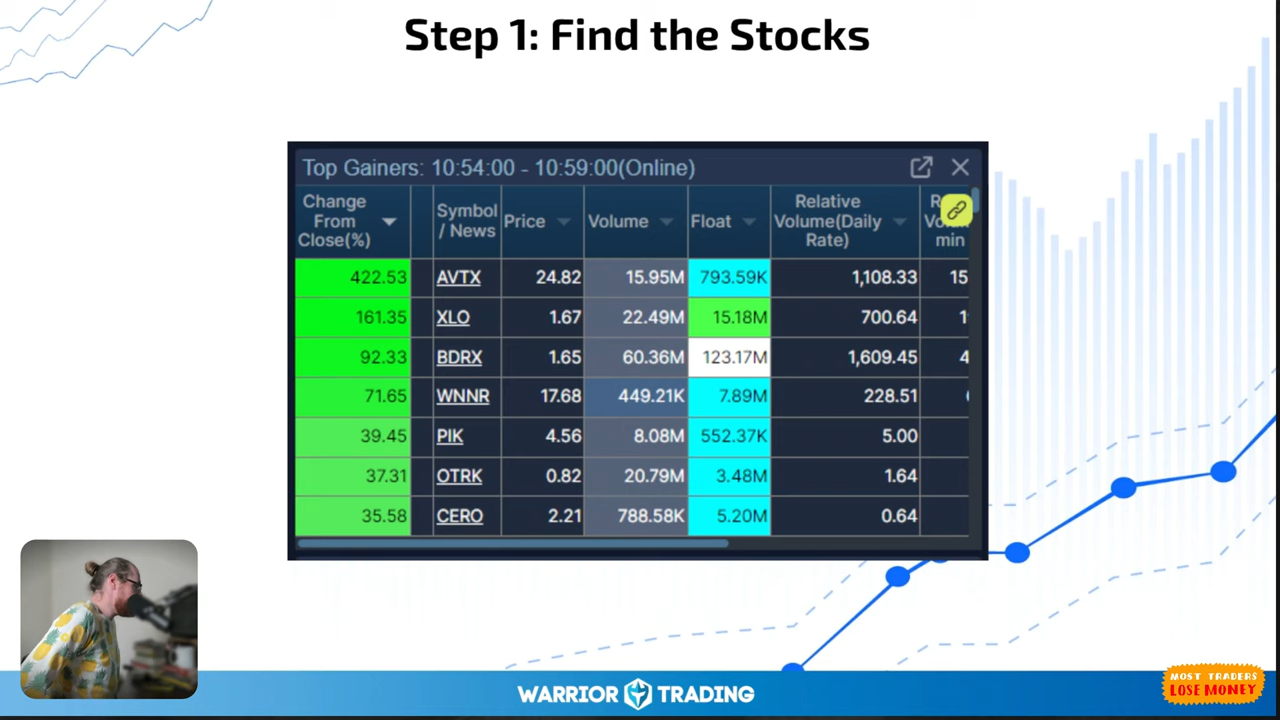 Step 1: Find the Stocks
Top Gainers: 10:54:00 - 10:59:00(Online)
Change From Close(%) Symbol / News Price Volume Float Relative Volume(Daily Rate) min
422.53 AVTX 24.82 15.95M 793.59K 1,108.33 15
161.35 XLO 1.67 22.49M 15.18M 700.64
92.33 BDRX 1.65 60.36M 123.17M 1,609.45 4
71.65 WNNR 17.68 449.21K 7.89M 228.51
39.45 PIK 4.56 8.08M 552.37K 5.00
37.31 OTRK 0.82 20.79M 3.48M 1.64
35.58 CERO 2.21 788.58K 5.20M 0.64
WARRIOR TRADING
MOST TRADERS
LOSE MONEY